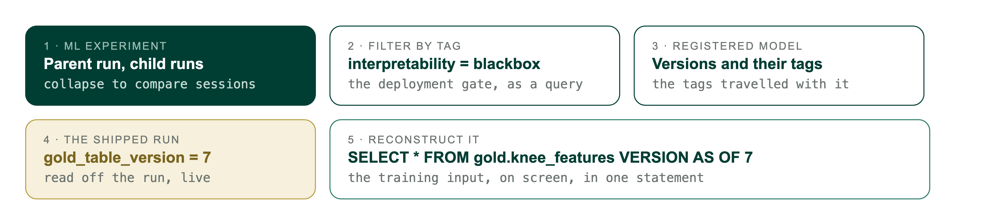 1 · ML EXPERIMENT
Parent run, child runs
collapse to compare sessions
2 · FILTER BY TAG
interpretability = blackbox
the deployment gate, as a query
3 · REGISTERED MODEL
Versions and their tags
the tags travelled with it
4 · THE SHIPPED RUN
gold_table_version = 7
read off the run, live
5 · RECONSTRUCT IT
SELECT * FROM gold.knee_features VERSION AS OF 7
the training input, on screen, in one statement